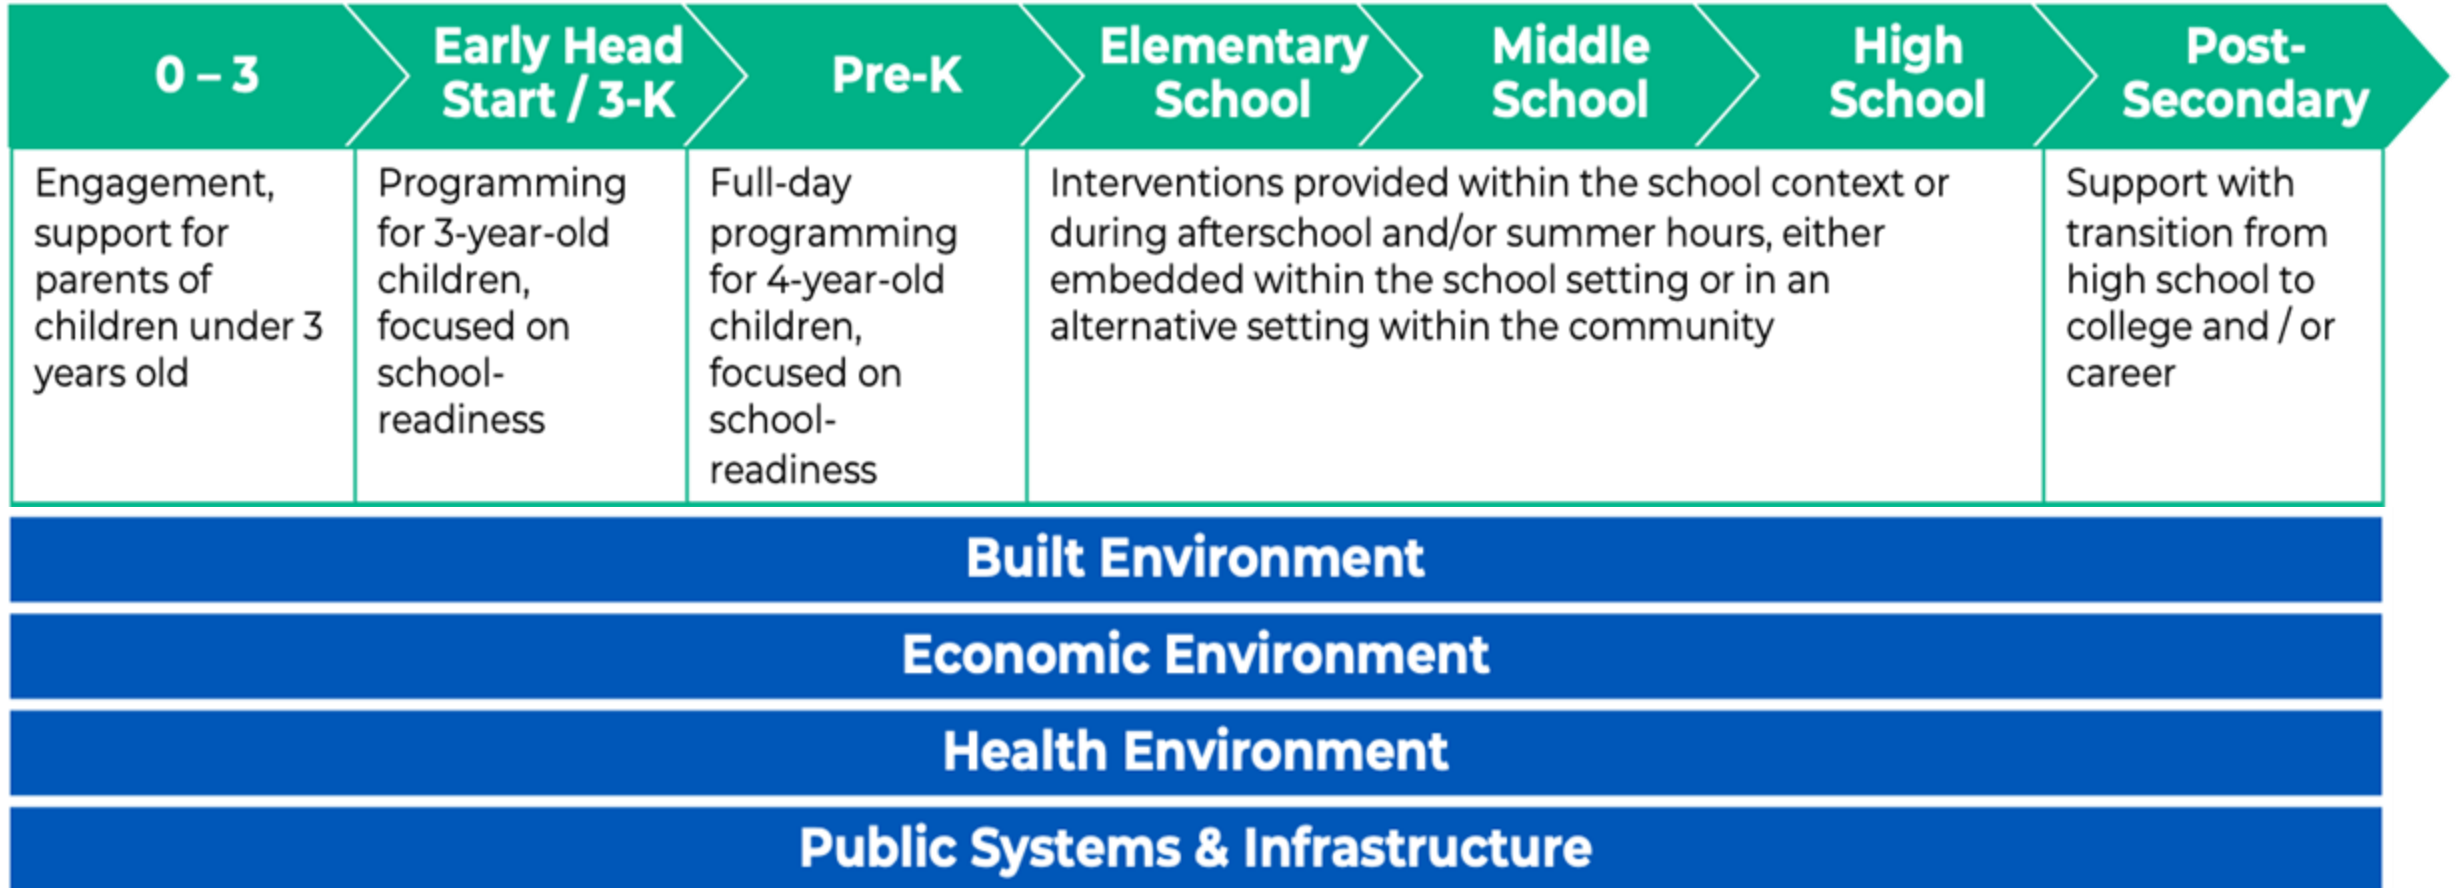 0 – 3
Early Head
Start / 3-K
Pre-K
Elementary
School
Middle
School
High
School
Post-
Secondary
Engagement,
support for
parents of
children under 3
years old
Programming
for 3-year-old
children,
focused on
school-
readiness
Full-day
programming
for 4-year-old
children,
focused on
school-
readiness
Interventions provided within the school context or
during afterschool and/or summer hours, either
embedded within the school setting or in an
alternative setting within the community
Support with
transition from
high school to
college and / or
career
Built Environment
Economic Environment
Health Environment
Public Systems & Infrastructure